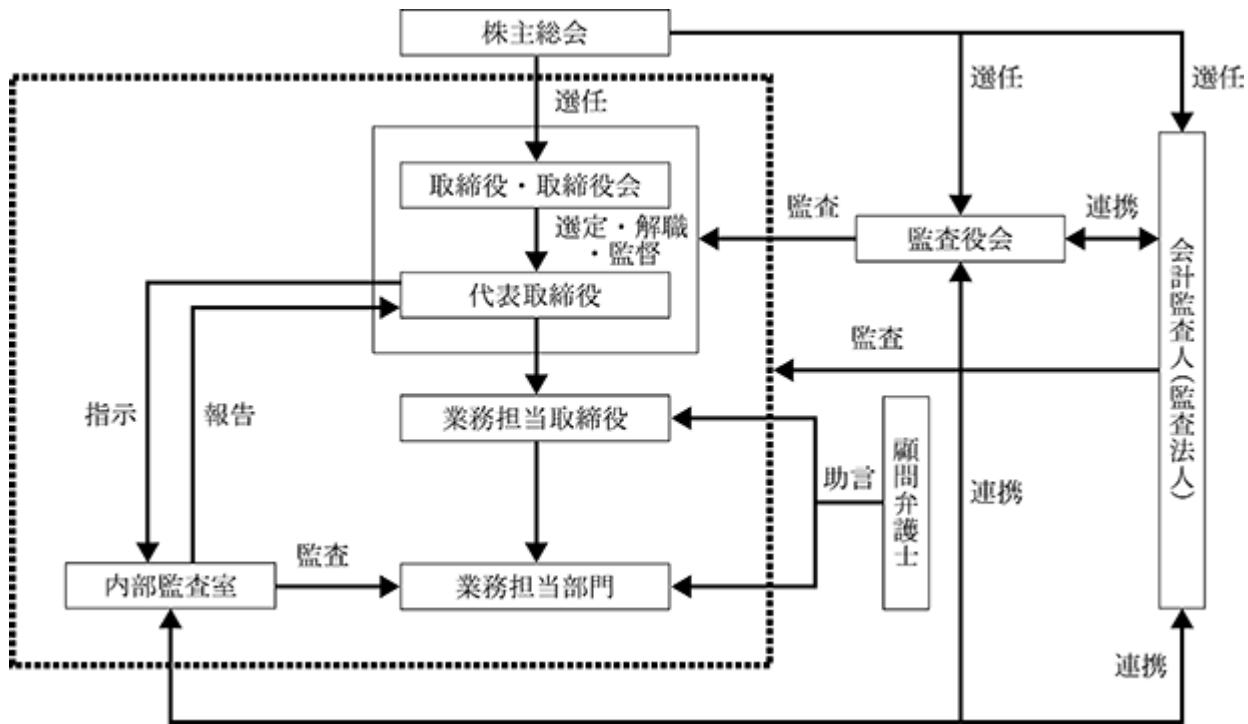 株主総会
選任
選任
選任
取締役・取締役会
監査
連携
選定・解職
・監督
監査役会
会計監査人(監査法人)
代表取締役
監査
指示
報告
業務担当取締役
顧問弁護士
助言
連携
監査
内部監査室
業務担当部門
連携